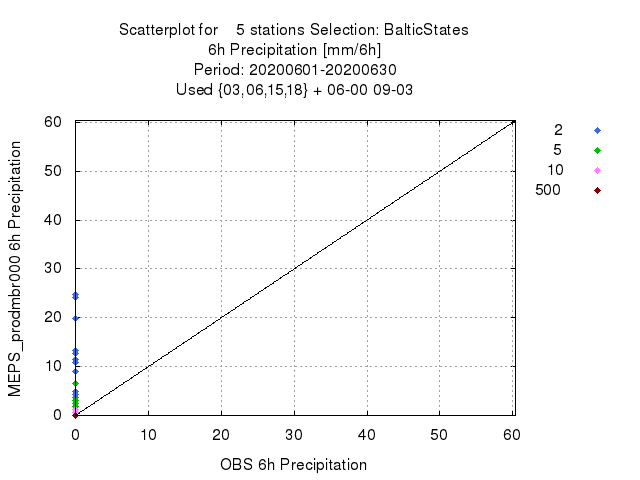 Scatterplot for 5 stations Selection: BalticStates
6h Precipitation [mm/6h]
Period: 20200601-20200630
Used {03,06,15,18} + 06-00 09-03
MEPS_prodmbr000 6h Precipitation
60
50
40
30
20
10
0
0 10 20 30 40 50 60
OBS 6h Precipitation
2
5
10
500